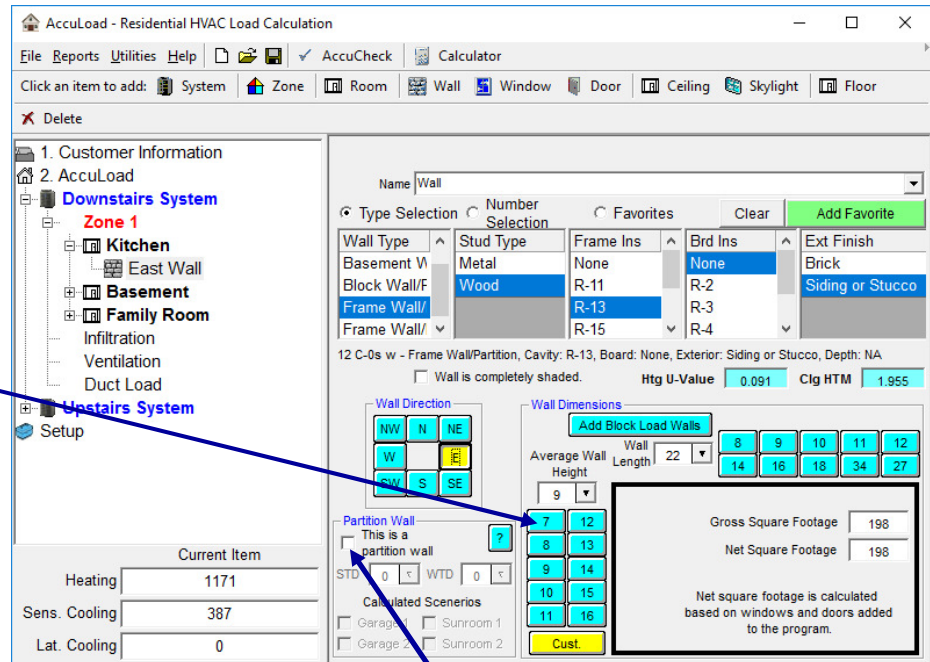 AccuLoad - Residential HVAC Load Calculation
File Reports Utilities Help AccuCheck Calculator
Click an item to add: System Zone Room Wall Window Door Ceiling Skylight Floor
Delete
1. Customer Information
2. AccuLoad
Downstairs System
Zone 1
Kitchen
East Wall
Basement
Family Room
Infiltration
Ventilation
Duct Load
Upstairs System
Setup
Current Item
Heating 1171
Sens. Cooling 387
Lat. Cooling 0
Name Wall
Type Selection Number Selection Favorites Clear Add Favorite
Wall Type Stud Type Frame Ins Brd Ins Ext Finish
Basement W Metal None None Brick
Block Wall/F Wood R-11 R-2 Siding or Stucco
Frame Wall/ R-13 R-3
Frame Wall/ R-15 R-4
12 C-0s w - Frame Wall/Partition, Cavity: R-13, Board: None, Exterior: Siding or Stucco, Depth: NA
Wall is completely shaded. Htg U-Value 0.091 Clg HTM 1.955
Wall Direction
NW N NE
W E
SW S SE
Partition Wall
This is a
partition wall ?
STD 0 WTD 0
Calculated Scenerios
Garage 1 Sunroom 1
Garage 2 Sunroom 2
Wall Dimensions
Add Block Load Walls
Average Wall Height 9
Wall Length 22
8 9 10 11 12
14 16 18 34 27
7 12
8 13
9 14
10 15
11 16
Cust.
Gross Square Footage 198
Net Square Footage 198
Net square footage is calculated
based on windows and doors added
to the program.